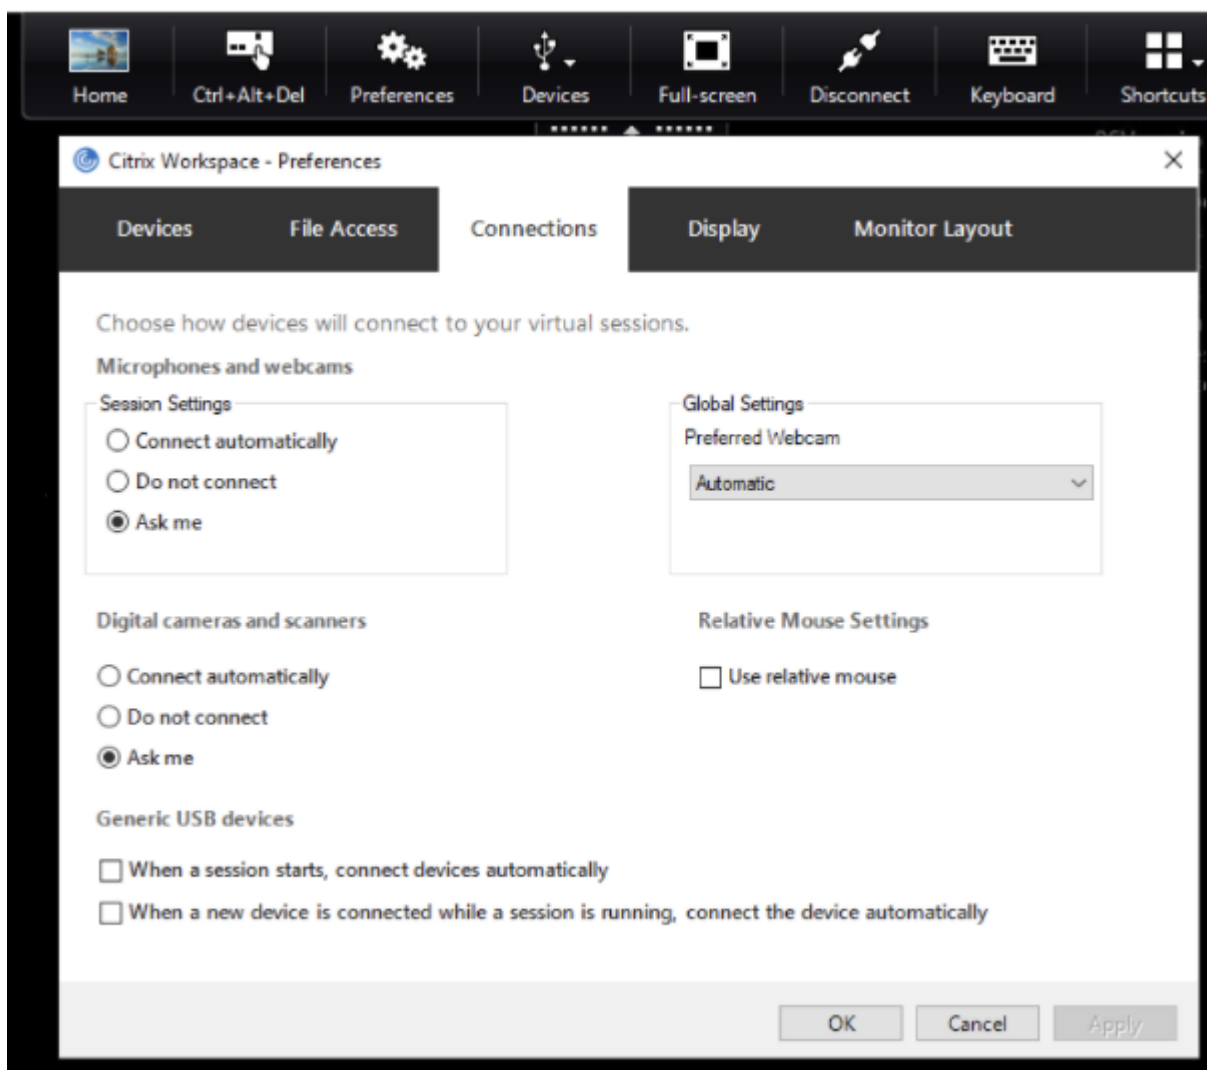 Home Ctrl+Alt+Del Preferences Devices Full-screen Disconnect Keyboard Shortcuts
Citrix Workspace - Preferences
Devices File Access Connections Display Monitor Layout
Choose how devices will connect to your virtual sessions.
Microphones and webcams
Session Settings
Connect automatically
Do not connect
Ask me
Global Settings
Preferred Webcam
Automatic
Digital cameras and scanners
Connect automatically
Do not connect
Ask me
Relative Mouse Settings
Use relative mouse
Generic USB devices
When a session starts, connect devices automatically
When a new device is connected while a session is running, connect the device automatically
OK Cancel Apply